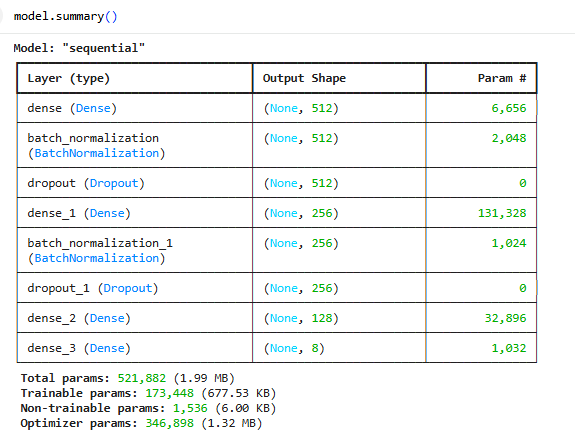 model.summary()
Model: "sequential"
Layer (type) Output Shape Param #
dense (Dense) (None, 512) 6,656
batch_normalization (None, 512) 2,048
(BatchNormalization)
dropout (Dropout) (None, 512) 0
dense_1 (Dense) (None, 256) 131,328
batch_normalization_1 (None, 256) 1,024
(BatchNormalization)
dropout_1 (Dropout) (None, 256) 0
dense_2 (Dense) (None, 128) 32,896
dense_3 (Dense) (None, 8) 1,032
Total params: 521,882 (1.99 MB)
Trainable params: 173,448 (677.53 KB)
Non-trainable params: 1,536 (6.00 KB)
Optimizer params: 346,898 (1.32 MB)